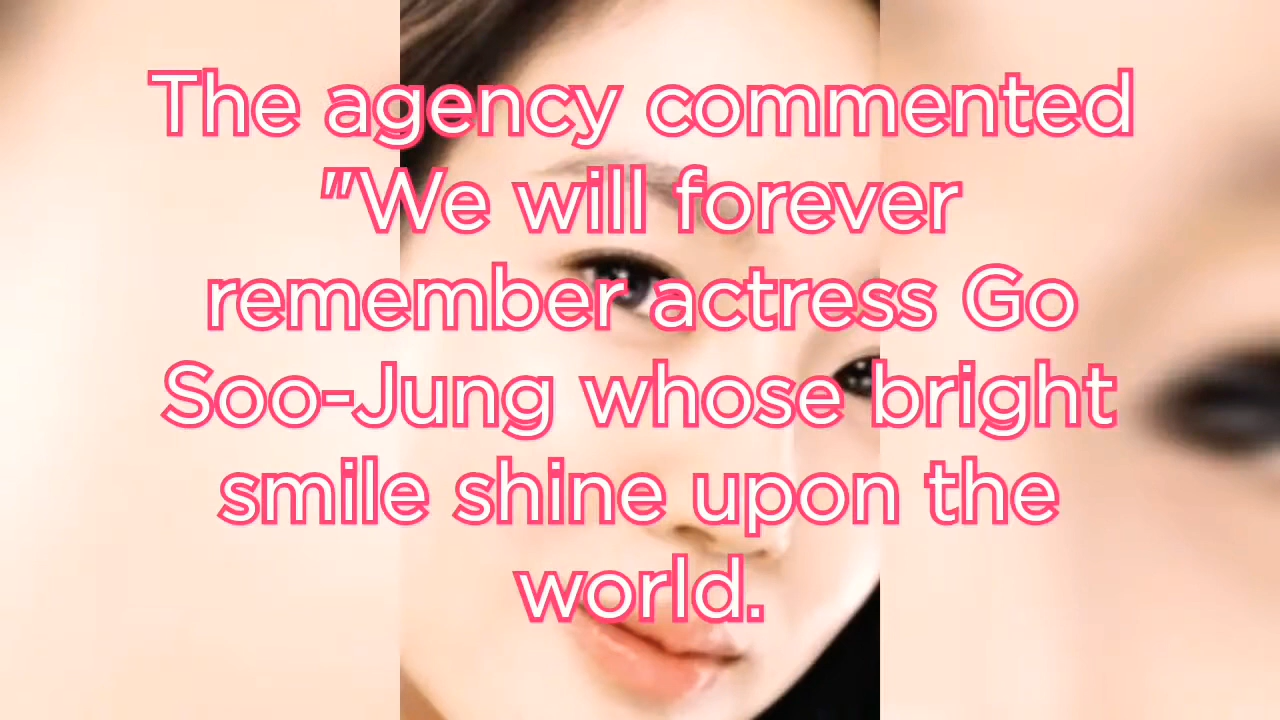 The agency commented
"We will forever
remember actress Go
Soo-Jung whose bright
smile shine upon the
world.